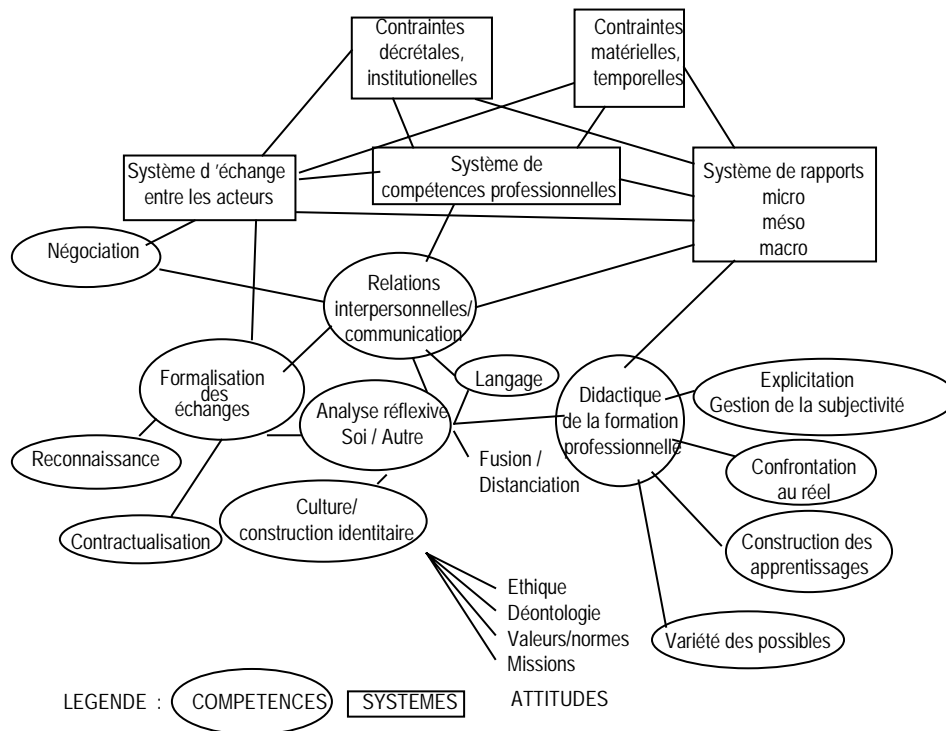 Contraintes
décrétales,
institutionelles
Contraintes
matérielles,
temporelles
Système d 'échange
entre les acteurs
Système de
compétences professionnelles
Système de rapports
micro
méso
macro
Négociation
Relations
interpersonnelles/
communication
Formalisation
des
échanges
Langage
Analyse réflexive
Soi / Autre
Didactique
de la formation
professionnelle
Explicitation
Gestion de la subjectivité
Reconnaissance
Fusion /
Distanciation
Confrontation
au réel
Culture/
construction identitaire
Contractualisation
Construction des
apprentissages
Ethique
Déontologie
Valeurs/normes
Missions
Variété des possibles
LEGENDE : COMPETENCES SYSTEMES ATTITUDES